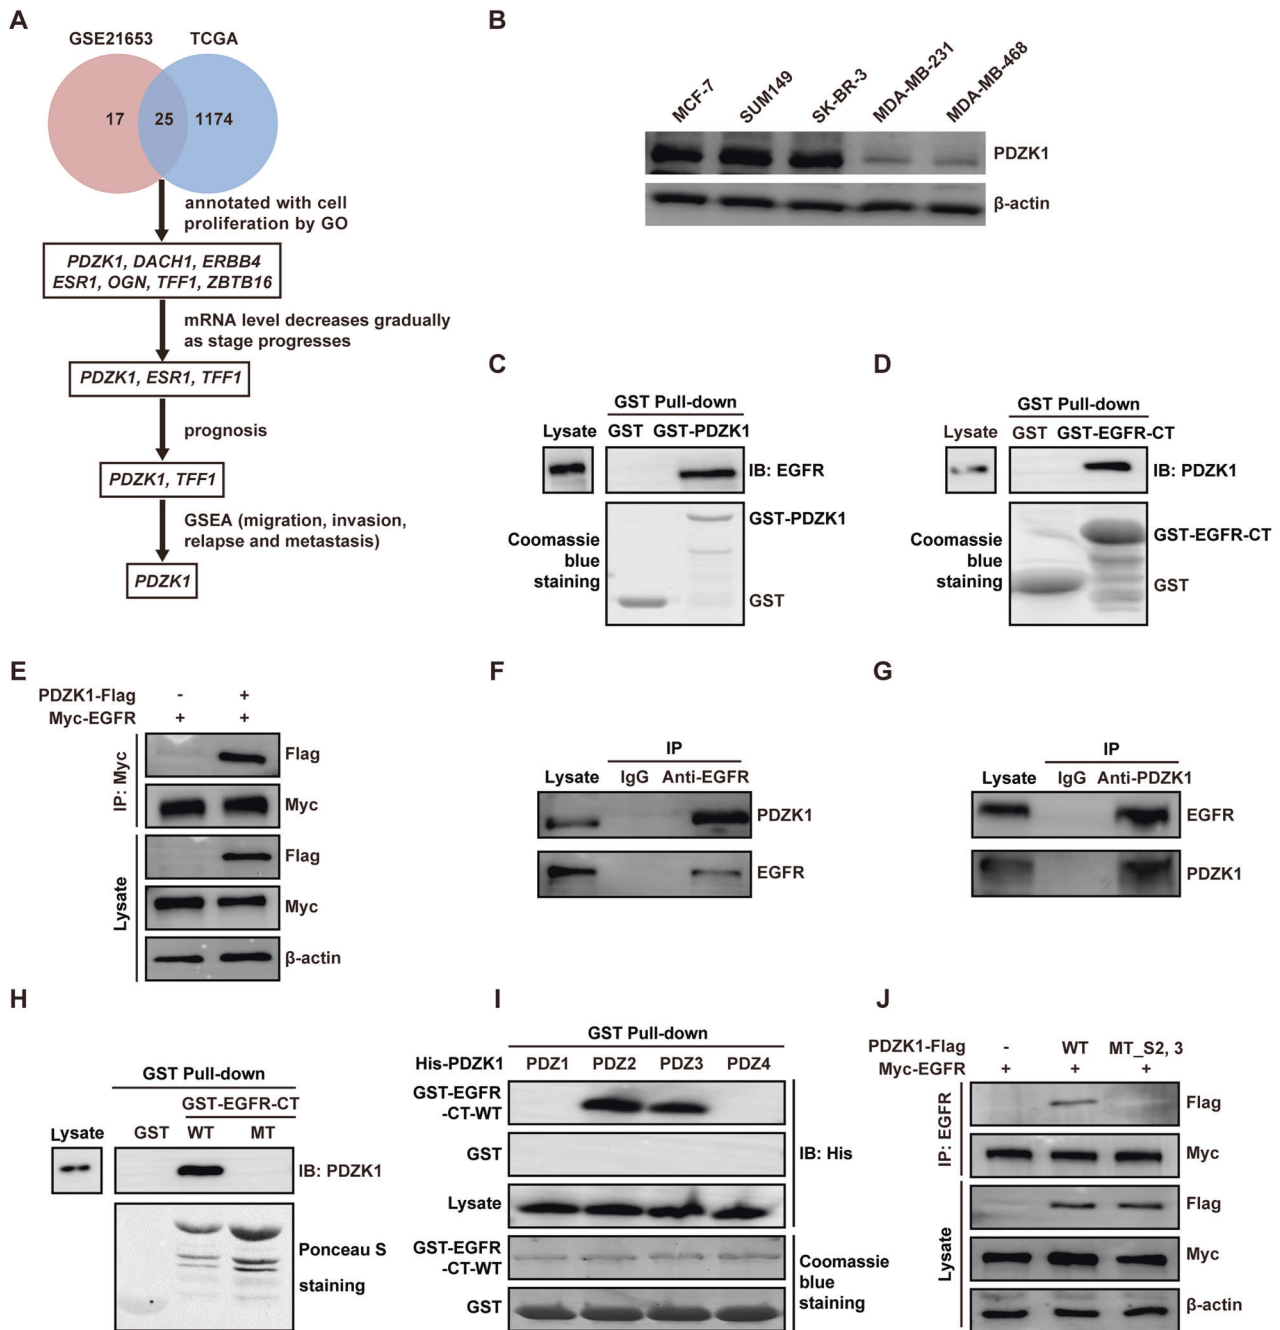 A
GSE21653 TCGA
17 25 1174
annotated with cell
proliferation by GO
PDZK1, DACH1, ERBB4
ESR1, OGN, TFF1, ZBTB16
mRNA level decreases gradually
as stage progresses
PDZK1, ESR1, TFF1
prognosis
PDZK1, TFF1
GSEA (migration, invasion,
relapse and metastasis)
PDZK1
B
MCF-7 SUM149 SK-BR-3 MDA-MB-231 MDA-MB-468
PDZK1
β-actin
C
GST Pull-down
Lysate GST GST-PDZK1
IB: EGFR
GST-PDZK1
Coomassie
blue
staining
GST
D
GST Pull-down
Lysate GST GST-EGFR-CT
IB: PDZK1
GST-EGFR-CT
Coomassie
blue
staining
GST
E
PDZK1-Flag - +
Myc-EGFR + +
IP: Myc
Flag
Myc
Lysate
Flag
Myc
β-actin
F
IP
Lysate IgG Anti-EGFR
PDZK1
EGFR
G
IP
Lysate IgG Anti-PDZK1
EGFR
PDZK1
H
GST Pull-down
GST-EGFR-CT
Lysate GST WT MT
IB: PDZK1
Ponceau S
staining
I
GST Pull-down
His-PDZK1 PDZ1 PDZ2 PDZ3 PDZ4
GST-EGFR
-CT-WT
GST
IB: His
Lysate
GST-EGFR
-CT-WT
Coomassie
blue
staining
GST
J
PDZK1-Flag - WT MT_S2, 3
Myc-EGFR + + +
IP: EGFR
Flag
Myc
Lysate
Flag
Myc
β-actin